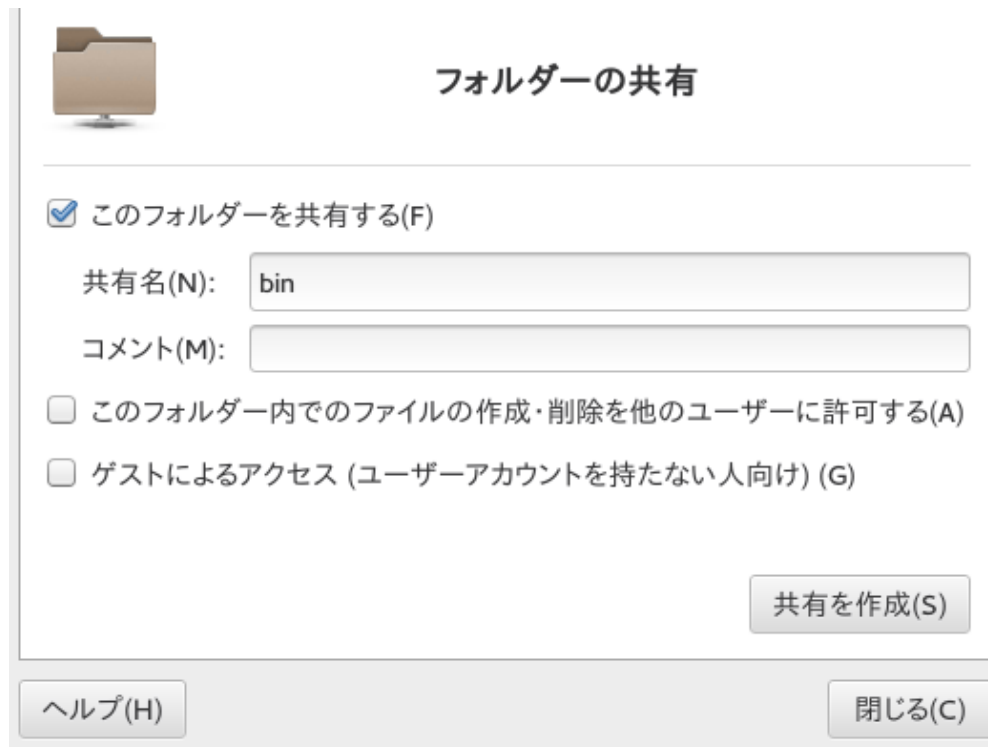 フォルダーの共有
このフォルダーを共有する(F)
共有名(N): bin
コメント(M):
このフォルダー内でのファイルの作成・削除を他のユーザーに許可する(A)
ゲストによるアクセス (ユーザーアカウントを持たない人向け) (G)
共有を作成(S)
ヘルプ(H) 閉じる(C)